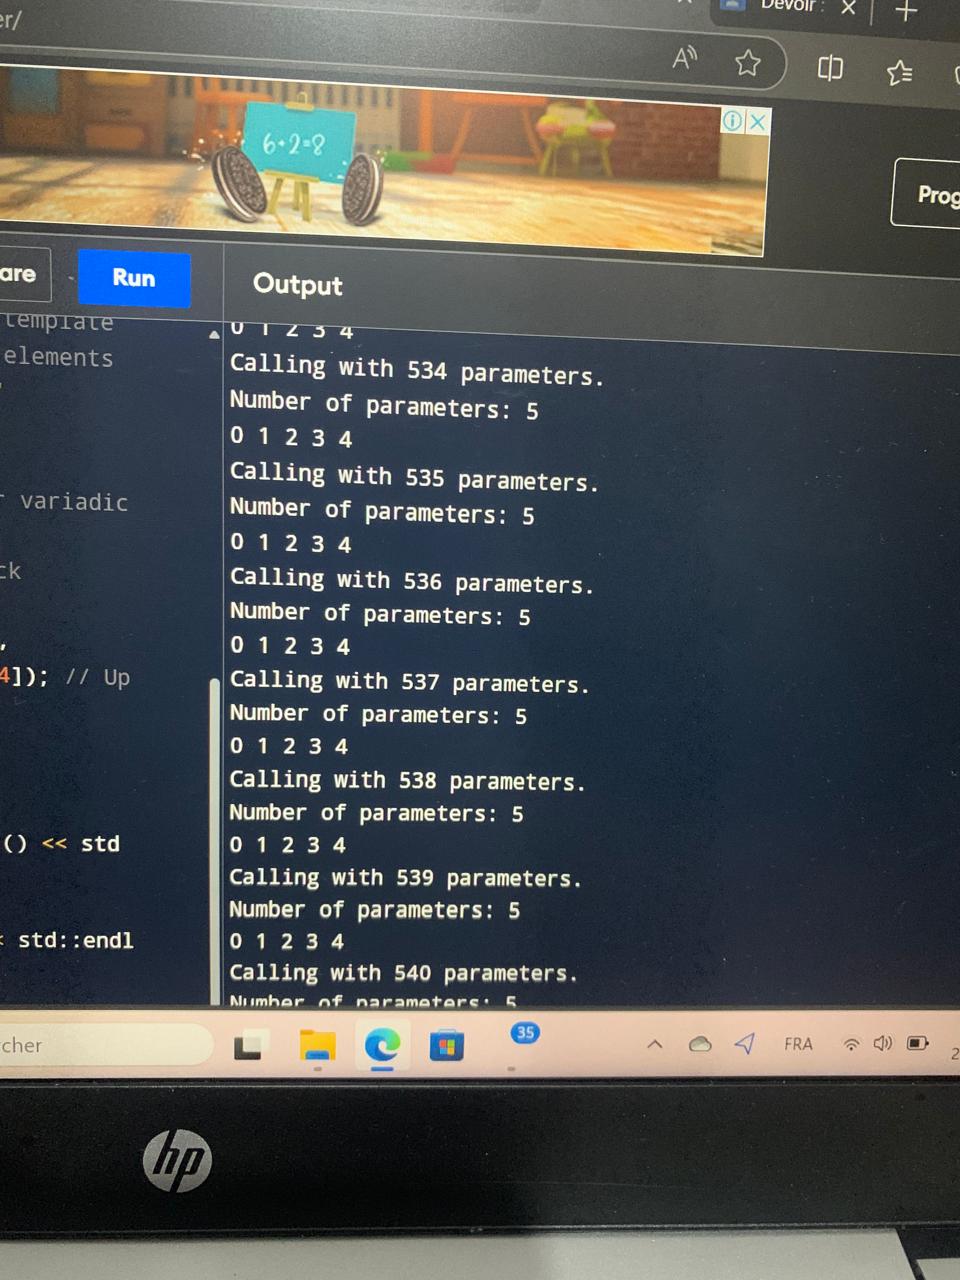 er/
Devoir :
6+2=8
Prog
are
Run
Output
template
elements
variadic
ck
,
4]); // Up
() << std
< std::endl
0 1 2 3 4
Calling with 534 parameters.
Number of parameters: 5
0 1 2 3 4
Calling with 535 parameters.
Number of parameters: 5
0 1 2 3 4
Calling with 536 parameters.
Number of parameters: 5
0 1 2 3 4
Calling with 537 parameters.
Number of parameters: 5
0 1 2 3 4
Calling with 538 parameters.
Number of parameters: 5
0 1 2 3 4
Calling with 539 parameters.
Number of parameters: 5
0 1 2 3 4
Calling with 540 parameters.
Number of parameters: 5
cher
35
FRA
2
hp